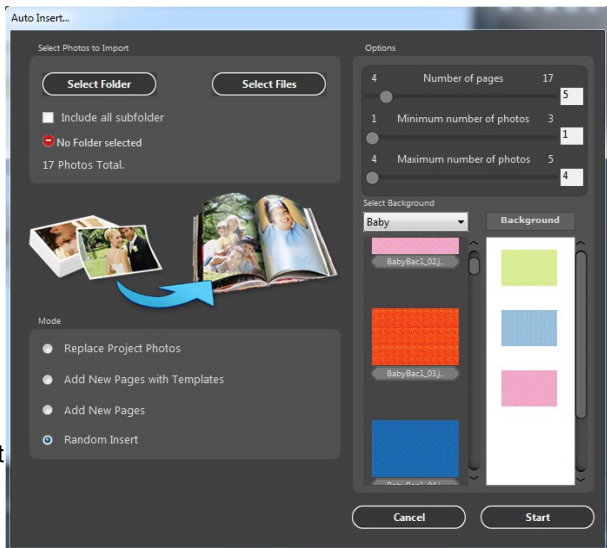 Auto Insert...
Select Photos to Import
Select Folder
Select Files
Include all subfolder
No Folder selected
17 Photos Total.
Mode
Replace Project Photos
Add New Pages with Templates
Add New Pages
Random Insert
t
Options
4 Number of pages 17
5
1 Minimum number of photos 3
1
4 Maximum number of photos 5
4
Select Background
Baby
Background
BabyBac1_02.j...
BabyBac1_03.j...
Cancel
Start